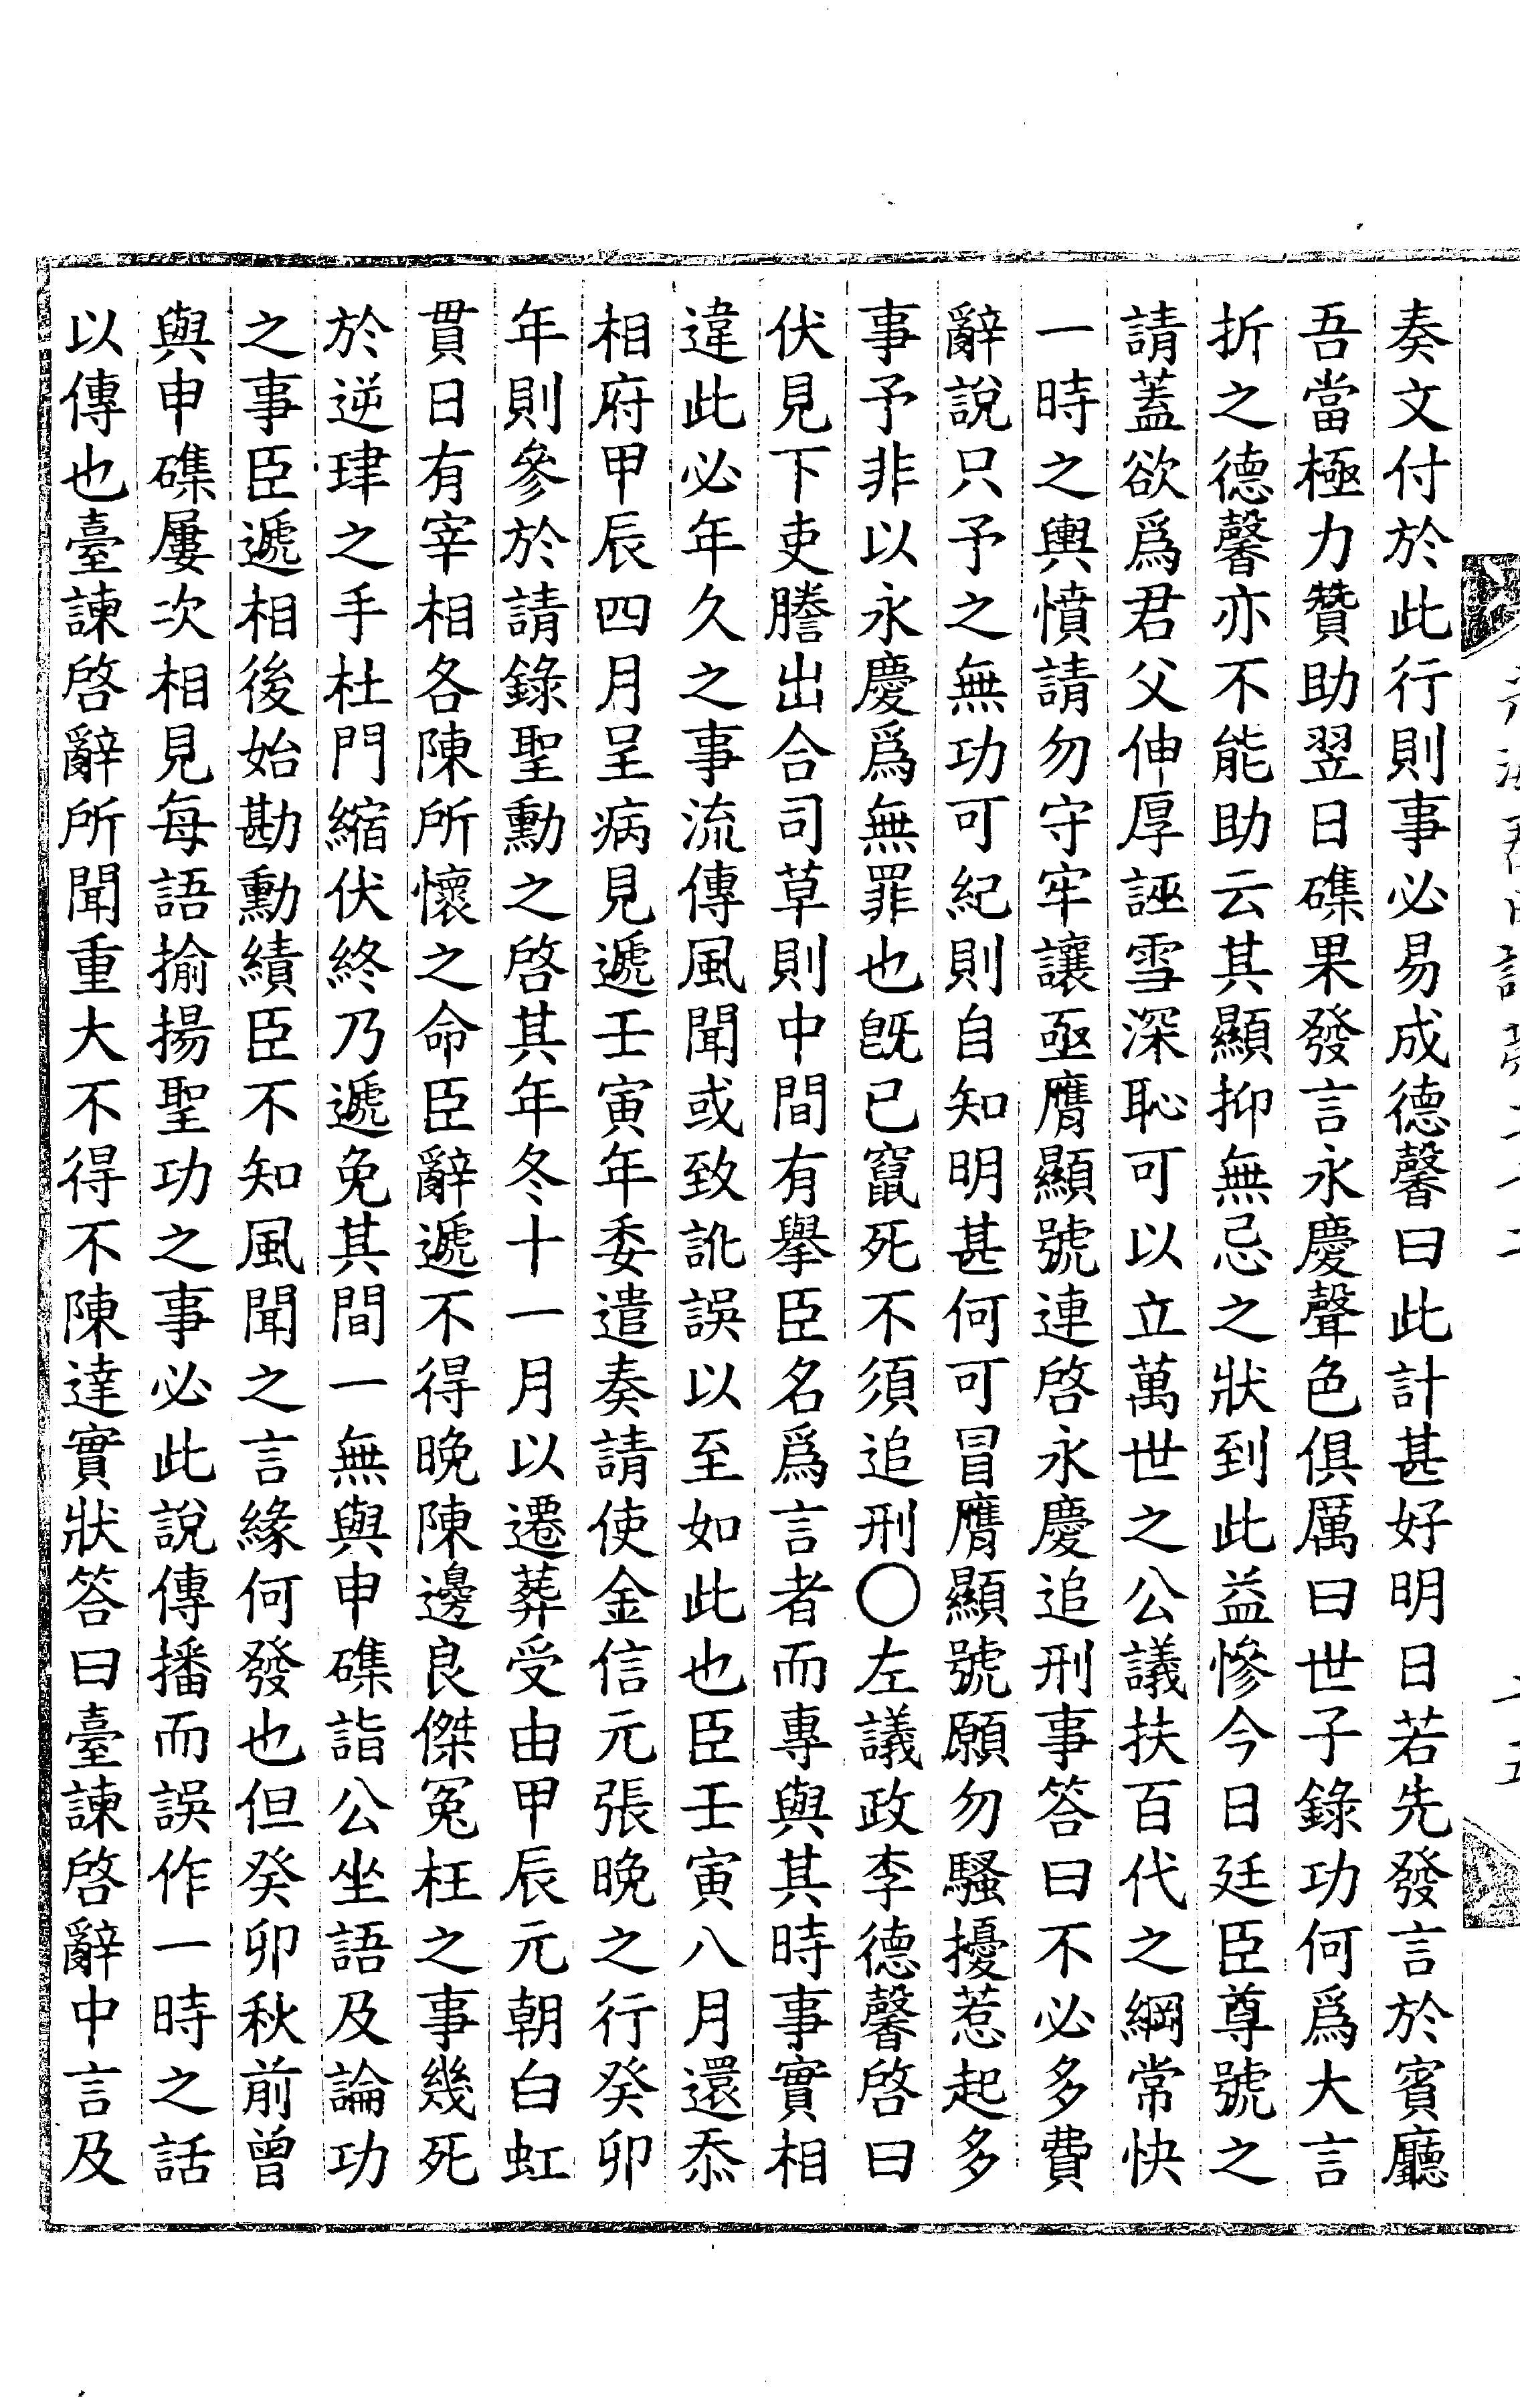 奏文付於此行則事必易成德馨曰此計甚好明日若先發言於賓廳
吾當極力贊助翌日磼果發言永慶聲色俱厲曰世子錄功何爲大言
折之德馨亦不能助云其顯抑無忌之狀到此益慘今日廷臣尊號之
請蓋欲爲君父伸厚誣雪深恥可以立萬世之公議扶百代之綱常快
一時之輿憤請勿守牢讓亟膺顯號連啓永慶追刑事答曰不必多費
辭說只予之無功可紀則自知明甚何可冒膺顯號願勿騷擾惹起多
事予非以永慶爲無罪也旣已竄死不須追刑○左議政李德馨啓曰
伏見下吏謄出合司草則中間有擧臣名爲言者而專與其時事實相
違此必年久之事流傳風聞或致訛誤以至如此也臣壬寅八月還忝
相府甲辰四月呈病見遞壬寅年委遣奏請使金信元張晩之行癸卯
年則參於請錄聖勳之啓其年冬十一月以遷葬受由甲辰元朝白虹
貫日有宰相各陳所懷之命臣辭遞不得晩陳邊良傑冤枉之事幾死
於逆珒之手杜門縮伏終乃遞免其間一無與申磼詣公坐語及論功
之事臣遞相後始勘勳績臣不知風聞之言緣何發也但癸卯秋前曾
與申磼屢次相見每語揄揚聖功之事必此說傳播而誤作一時之話
以傳也臺諫啓辭所聞重大不得不陳達實狀答曰臺諫啓辭中言及